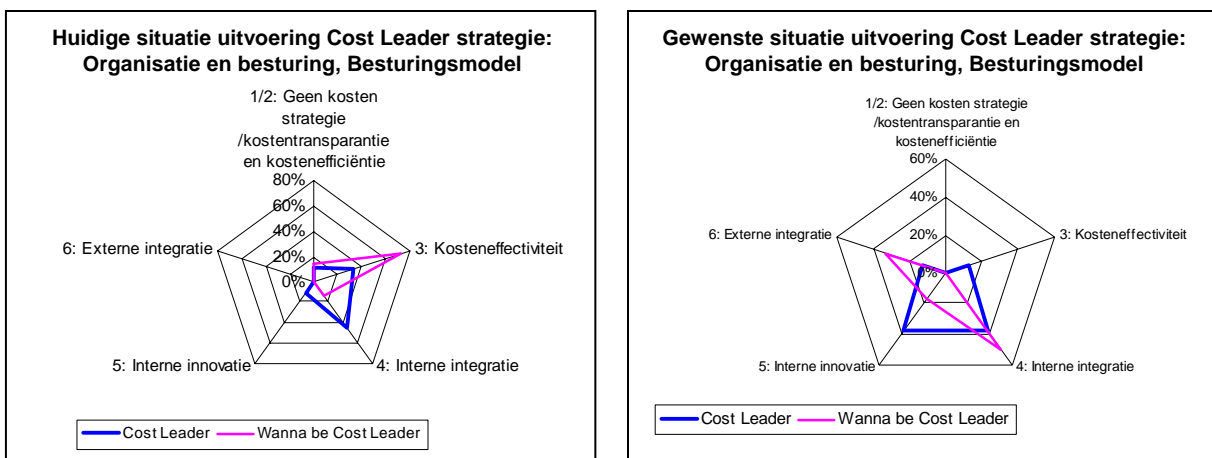 Huidige situatie uitvoering Cost Leader strategie:
Organisatie en besturing, Besturingsmodel
1/2: Geen kosten
strategie
/kostentransparantie
en kostenefficiëntie
80%
60%
40%
20%
0%
6: Externe integratie
3: Kosteneffectiviteit
5: Interne innovatie
4: Interne integratie
Cost Leader
Wanna be Cost Leader
Gewenste situatie uitvoering Cost Leader strategie:
Organisatie en besturing, Besturingsmodel
1/2: Geen kosten strategie
/kostentransparantie en
kostenefficiëntie
60%
40%
20%
0%
6: Externe integratie
3: Kosteneffectiviteit
5: Interne innovatie
4: Interne integratie
Cost Leader
Wanna be Cost Leader